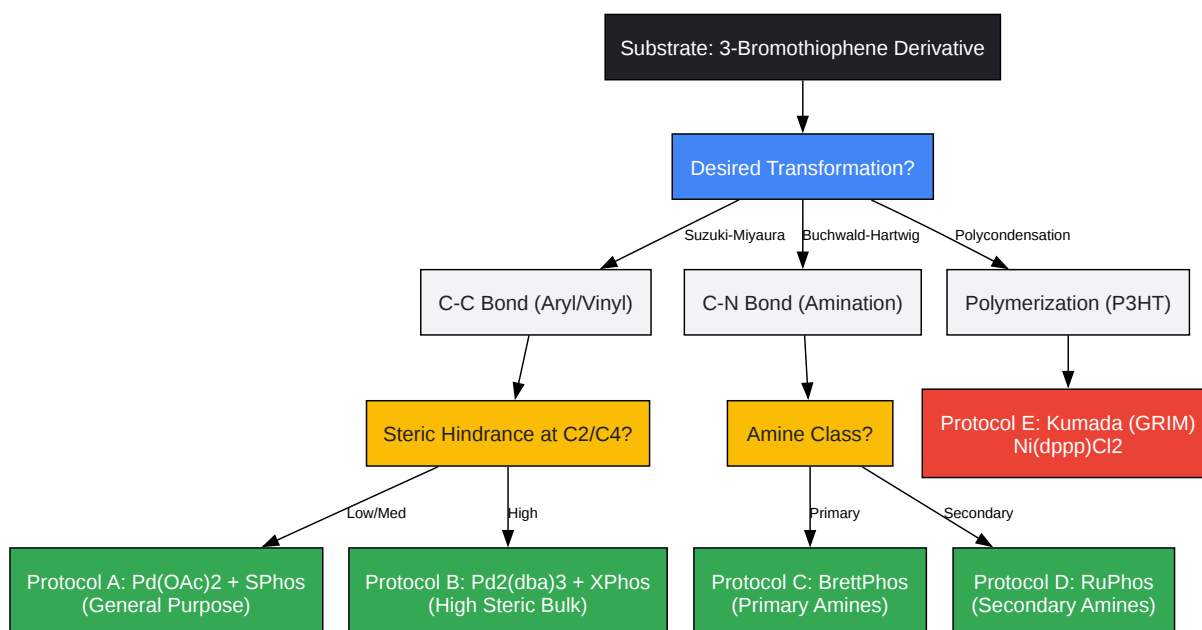 Substrate: 3-Bromothiophene Derivative
Desired Transformation?
Suzuki-Miyaura
Buchwald-Hartwig
Polycondensation
C-C Bond (Aryl/Vinyl)
C-N Bond (Amination)
Polymerization (P3HT)
Steric Hindrance at C2/C4?
Amine Class?
Protocol E: Kumada (GRIM)
Ni(dppp)Cl2
Low/Med
High
Primary
Secondary
Protocol A: Pd(OAc)2 + SPhos
(General Purpose)
Protocol B: Pd2(dba)3 + XPhos
(High Steric Bulk)
Protocol C: BrettPhos
(Primary Amines)
Protocol D: RuPhos
(Secondary Amines)